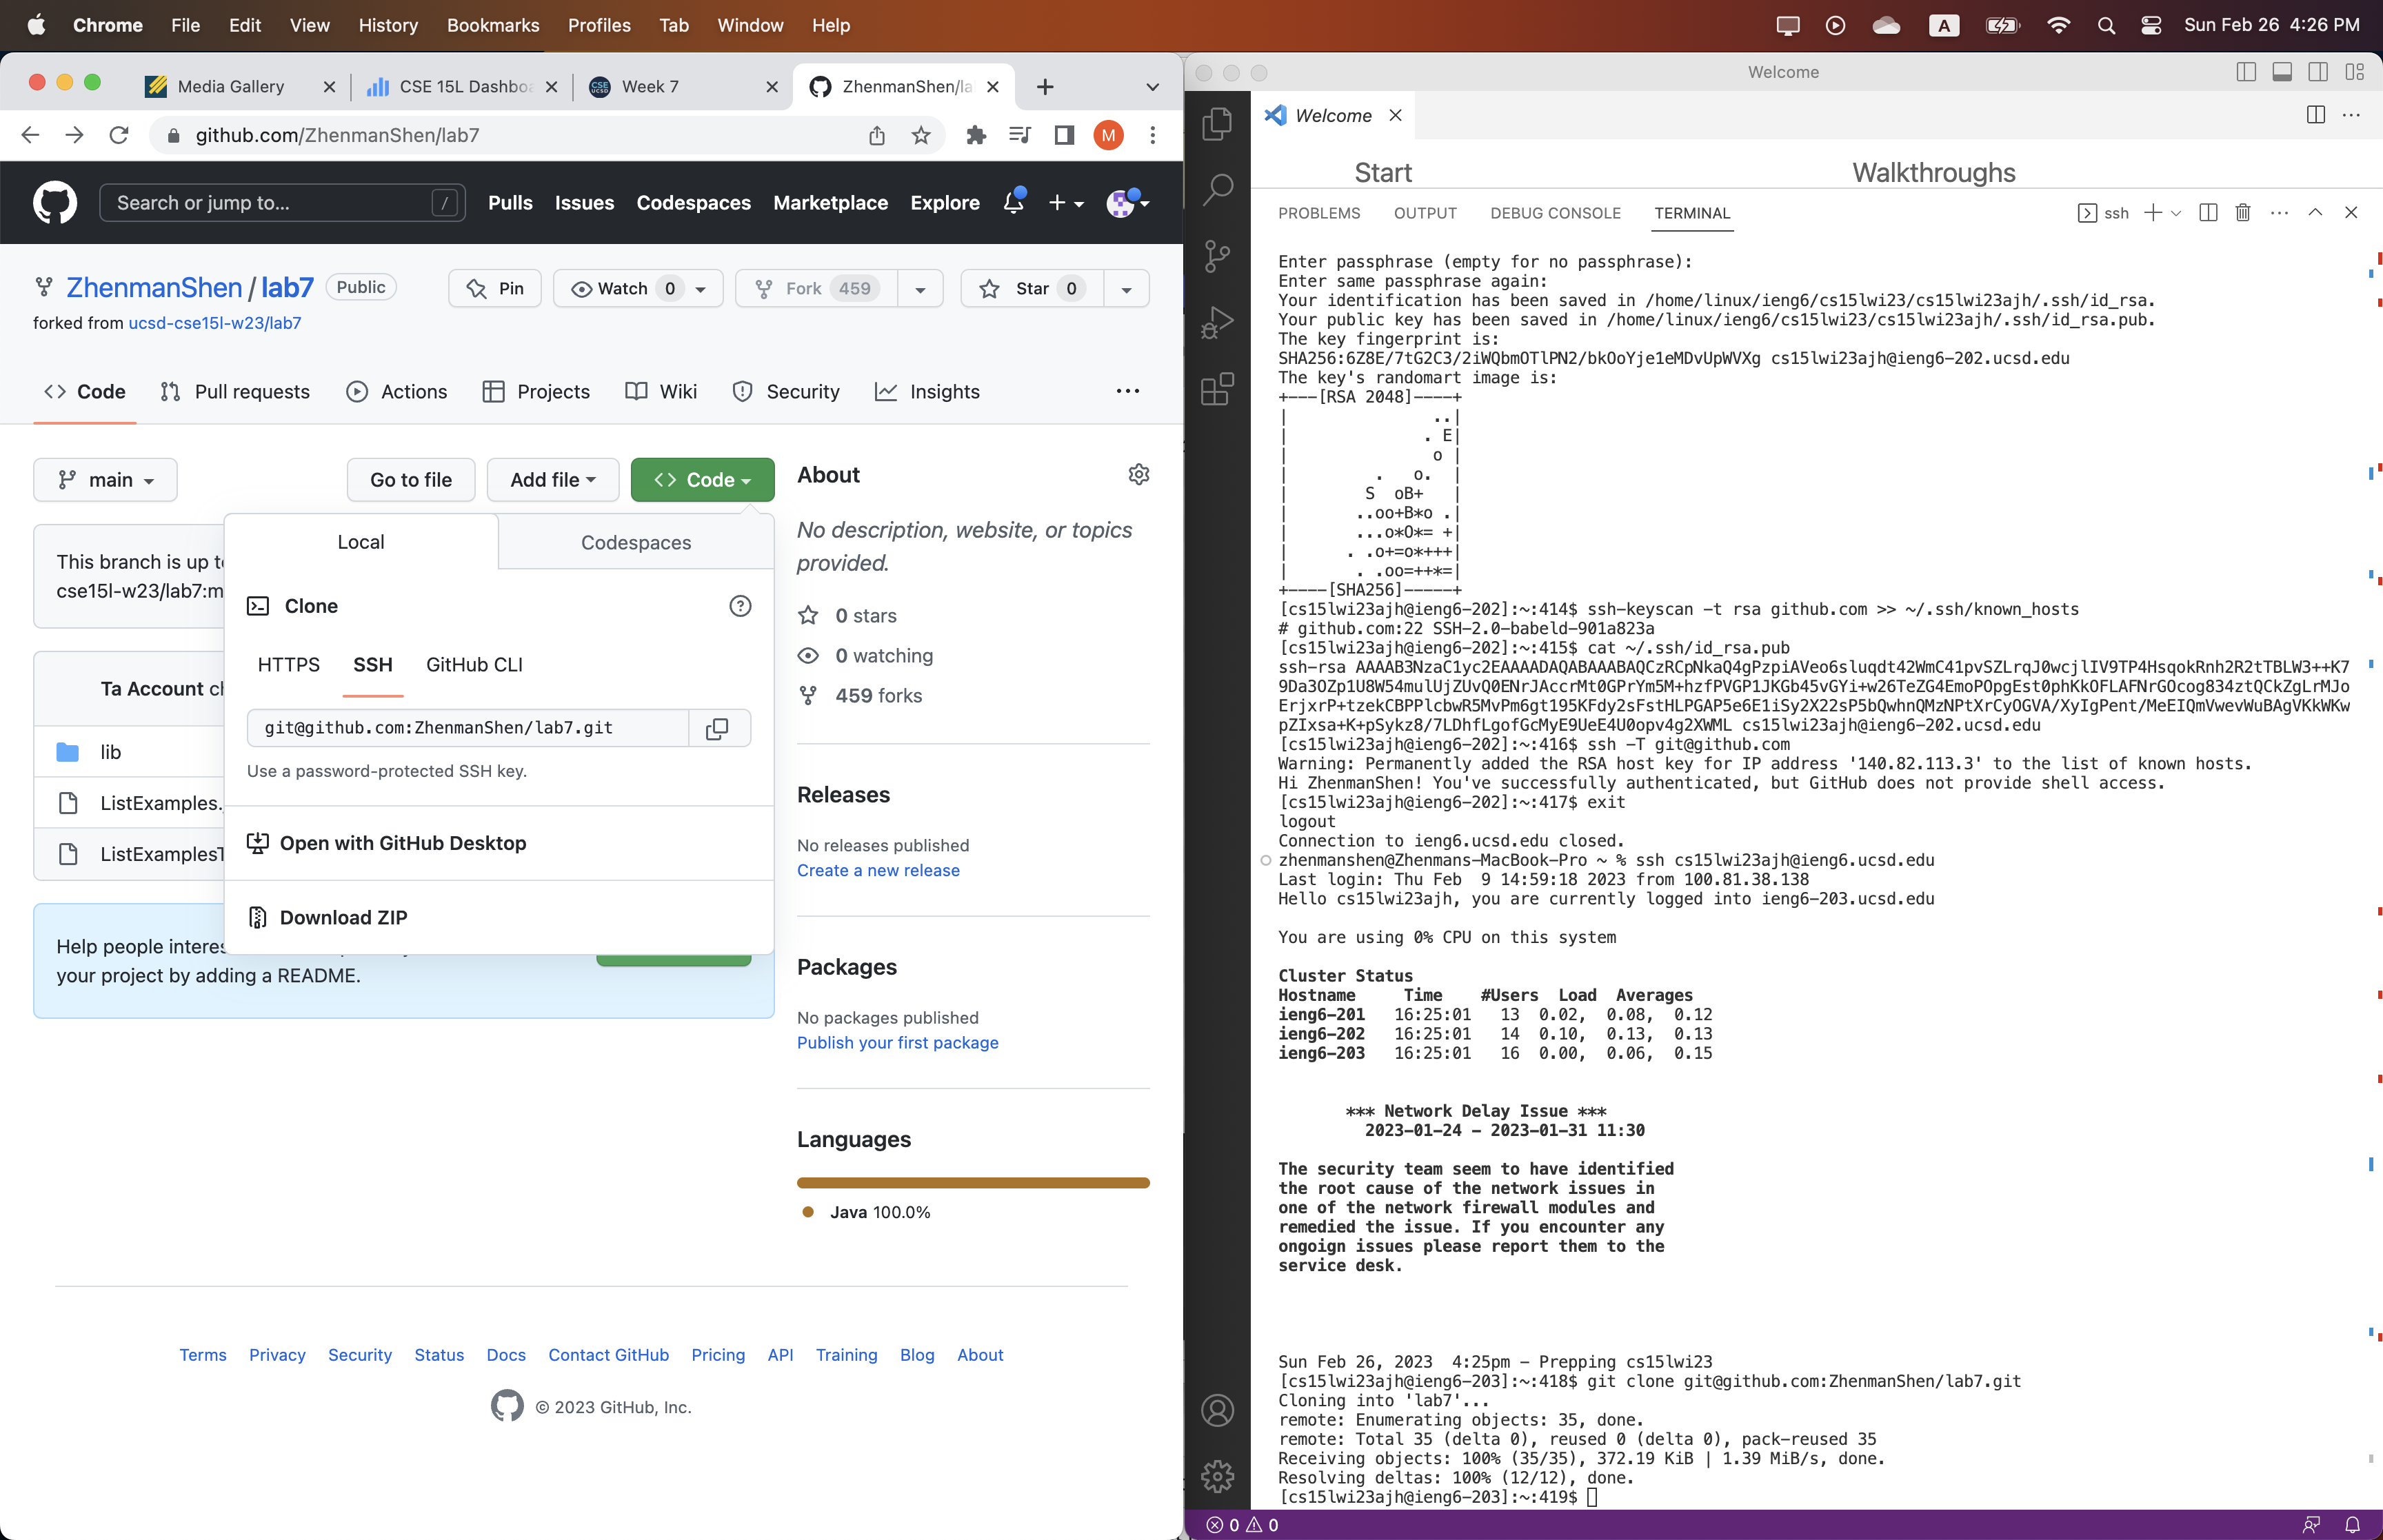 Chrome File Edit View History Bookmarks Profiles Tab Window Help
A
Sun Feb 26 4:26 PM
Media Gallery
CSE 15L Dashboa
Week 7
ZhenmanShen/la
github.com/ZhenmanShen/lab7
M
Search or jump to...
/
Pulls Issues Codespaces Marketplace Explore
ZhenmanShen / lab7 Public
Pin
Watch 0
Fork 459
Star 0
forked from ucsd-cse15l-w23/lab7
Code
Pull requests
Actions
Projects
Wiki
Security
Insights
main
Go to file
Add file
Code
This branch is up t
cse15l-w23/lab7:m
Local
Codespaces
Clone
HTTPS SSH GitHub CLI
git@github.com:ZhenmanShen/lab7.git
Use a password-protected SSH key.
Open with GitHub Desktop
Download ZIP
Ta Account
lib
ListExamples.
ListExamplesT
Help people interes
your project by adding a README.
About
No description, website, or topics
provided.
0 stars
0 watching
459 forks
Releases
No releases published
Create a new release
Packages
No packages published
Publish your first package
Languages
Java 100.0%
Terms Privacy Security Status Docs Contact GitHub Pricing API Training Blog About
© 2023 GitHub, Inc.
Welcome
Welcome
Start
Walkthroughs
PROBLEMS OUTPUT DEBUG CONSOLE TERMINAL
ssh
Enter passphrase (empty for no passphrase):
Enter same passphrase again:
Your identification has been saved in /home/linux/ieng6/cs15lwi23/cs15lwi23ajh/.ssh/id_rsa.
Your public key has been saved in /home/linux/ieng6/cs15lwi23/cs15lwi23ajh/.ssh/id_rsa.pub.
The key fingerprint is:
SHA256:6Z8E/7tG2C3/2iWQbmOTlPN2/bkOoYje1eMDvUpWVXg cs15lwi23ajh@ieng6-202.ucsd.edu
The key's randomart image is:
+---[RSA 2048]----+
|               ..|
|              . E|
|               o |
|         .   o.  |
|        S  oB+   |
|       ..oo+B*o .|
|       ...o*O*= +|
|      . .o+=o*+++|
|       . .oo=++*=|
+----[SHA256]-----+
[cs15lwi23ajh@ieng6-202]:~:414$ ssh-keyscan -t rsa github.com >> ~/.ssh/known_hosts
# github.com:22 SSH-2.0-babeld-901a823a
[cs15lwi23ajh@ieng6-202]:~:415$ cat ~/.ssh/id_rsa.pub
ssh-rsa AAAAB3NzaC1yc2EAAAADAQABAAABAQCzRCpNkaQ4gPzpiAVeo6sluqdt42WmC41pvSZLrqJ0wcjlIV9TP4HsqokRnh2R2tTBLW3++K7
9Da3OZp1U8W54mulUjZUvQ0ENrJAccrMt0GPrYm5M+hzfPVGP1JKGb45vGYi+w26TeZG4EmoPOpgEst0phKkOFLAFNrGOcog834ztQCkZgLrMJo
ErjxrP+tzekCBPPlcbwR5MvPm6gt195KFdy2sFstHLPGAP5e6E1iSy2X22sP5bQwhnQMzNPtXrCyOGVA/XyIgPent/MeEIQmVwevWuBAgVKkWKw
pZIxsa+K+pSykz8/7LDhfLgofGcMyE9UeE4U0opv4g2XWML cs15lwi23ajh@ieng6-202.ucsd.edu
[cs15lwi23ajh@ieng6-202]:~:416$ ssh -T git@github.com
Warning: Permanently added the RSA host key for IP address '140.82.113.3' to the list of known hosts.
Hi ZhenmanShen! You've successfully authenticated, but GitHub does not provide shell access.
[cs15lwi23ajh@ieng6-202]:~:417$ exit
logout
Connection to ieng6.ucsd.edu closed.
zhenmanshen@Zhenmans-MacBook-Pro ~ % ssh cs15lwi23ajh@ieng6.ucsd.edu
Last login: Thu Feb  9 14:59:18 2023 from 100.81.38.138
Hello cs15lwi23ajh, you are currently logged into ieng6-203.ucsd.edu
You are using 0% CPU on this system
Cluster Status
Hostname     Time    #Users  Load  Averages
ieng6-201   16:25:01   13  0.02,  0.08,  0.12
ieng6-202   16:25:01   14  0.10,  0.13,  0.13
ieng6-203   16:25:01   16  0.00,  0.06,  0.15
*** Network Delay Issue ***
2023-01-24 - 2023-01-31 11:30
The security team seem to have identified
the root cause of the network issues in
one of the network firewall modules and
remedied the issue. If you encounter any
ongoign issues please report them to the
service desk.
Sun Feb 26, 2023  4:25pm - Prepping cs15lwi23
[cs15lwi23ajh@ieng6-203]:~:418$ git clone git@github.com:ZhenmanShen/lab7.git
Cloning into 'lab7'...
remote: Enumerating objects: 35, done.
remote: Total 35 (delta 0), reused 0 (delta 0), pack-reused 35
Receiving objects: 100% (35/35), 372.19 KiB | 1.39 MiB/s, done.
Resolving deltas: 100% (12/12), done.
[cs15lwi23ajh@ieng6-203]:~:419$
0 0